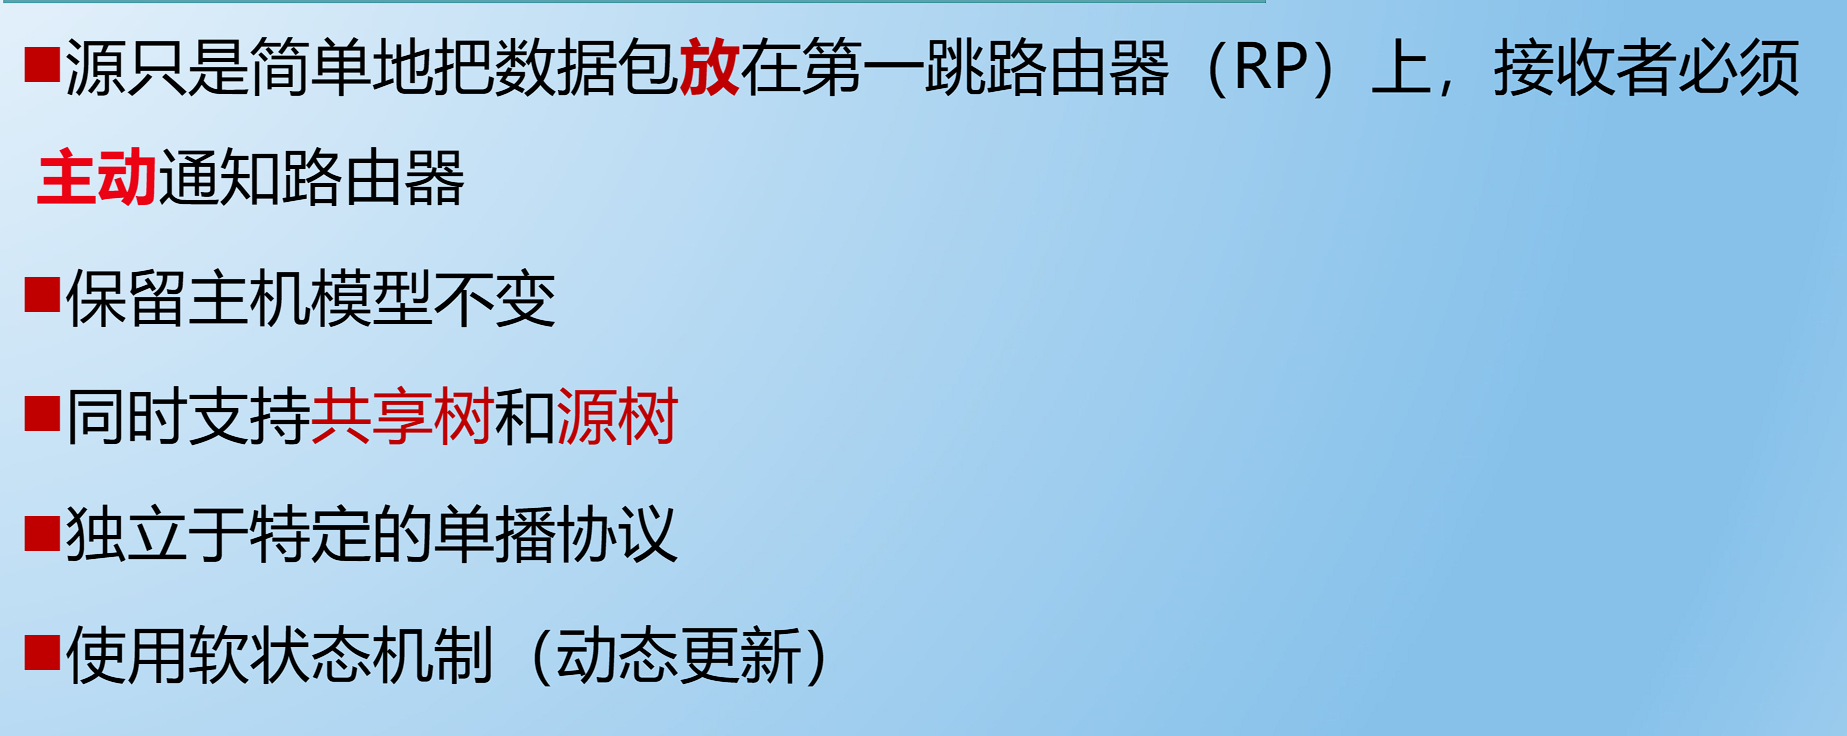 ■源只是简单地把数据包放在第一跳路由器（RP）上，接收者必须
主动通知路由器
■保留主机模型不变
■同时支持共享树和源树
■独立于特定的单播协议
■使用软状态机制（动态更新）